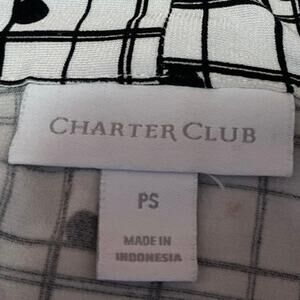 CHARTER CLUB
PS
MADE IN
INDONESIA